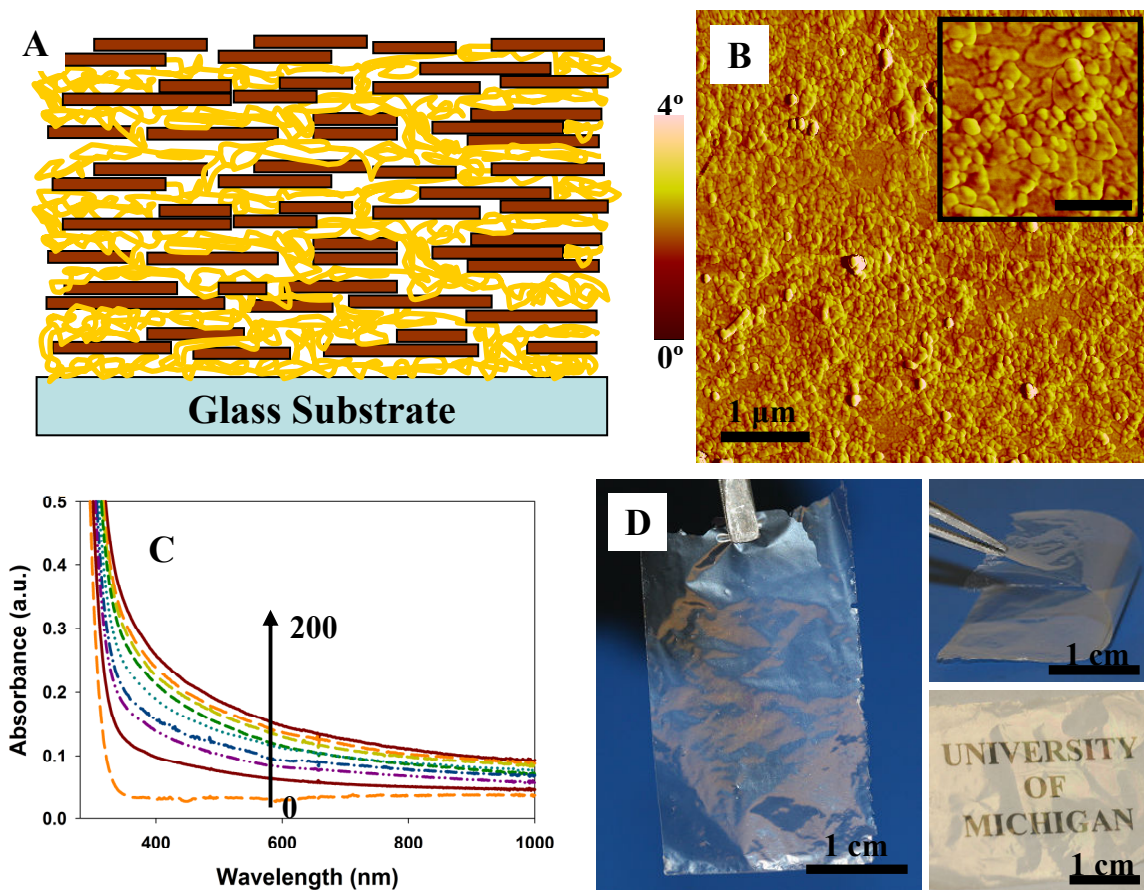 A
Glass Substrate
B
4º
0º
1 µm
C
0.5
0.4
0.3
0.2
0.1
0.0
Absorbance (a.u.)
200
0
400 600 800 1000
Wavelength (nm)
D
1 cm
1 cm
UNIVERSITY
OF
MICHIGAN
1 cm